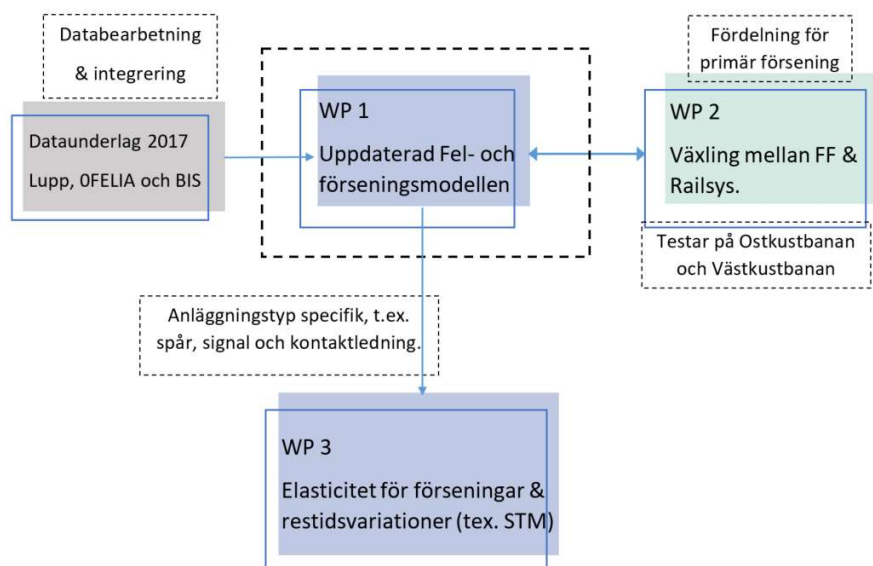 Databearbetning
& integrering
Dataunderlag 2017
Lupp, 0FELIA och BIS
WP 1
Uppdaterad Fel- och
förseningsmodellen
Fördelning för
primär försening
WP 2
Växling mellan FF &
Railsys.
Testar på Ostkustbanan
och Västkustbanan
Anläggningstyp specifik, t.ex.
spår, signal och kontaktledning.
WP 3
Elasticitet för förseningar &
restidsvariationer (tex. STM)